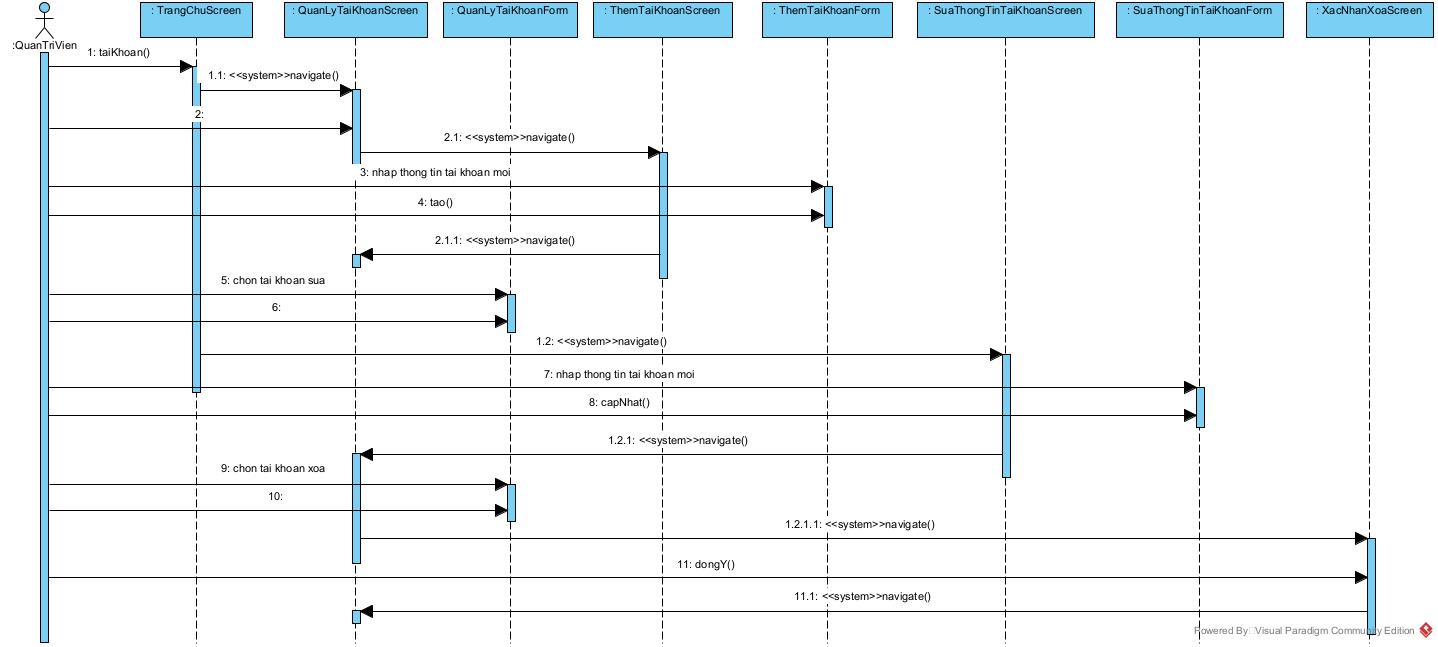 : TrangChuScreen
: QuanLyTaiKhoanScreen
: QuanLyTaiKhoanForm
: ThemTaiKhoanScreen
: ThemTaiKhoanForm
: SuaThongTinTaiKhoanScreen
: SuaThongTinTaiKhoanForm
: XacNhanXoaScreen
:QuanTriVien
1: taiKhoan()
1.1: <<system>>navigate()
2:
2.1: <<system>>navigate()
3: nhap thong tin tai khoan moi
4: tao()
2.1.1: <<system>>navigate()
5: chon tai khoan sua
6:
1.2: <<system>>navigate()
7: nhap thong tin tai khoan moi
8: capNhat()
1.2.1: <<system>>navigate()
9: chon tai khoan xoa
10:
1.2.1.1: <<system>>navigate()
11: dongY()
11.1: <<system>>navigate()
Powered By Visual Paradigm Community Edition